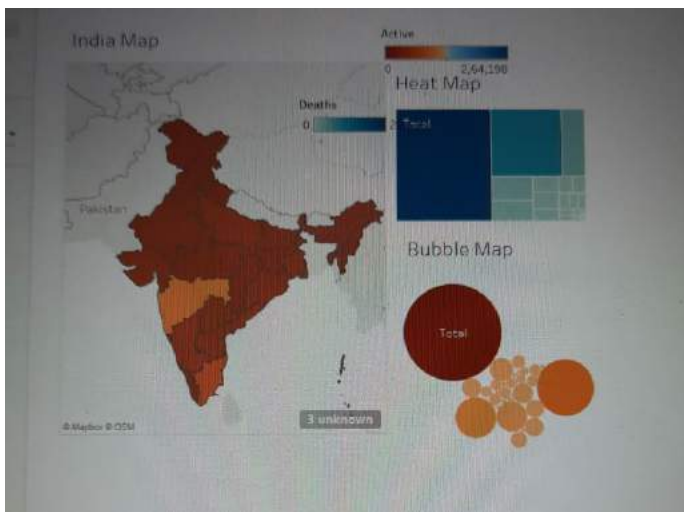 India Map
Active
0
2,64,198
Heat Map
Deaths
0
Total
Pakistan
Bubble Map
Total
3 unknown
© Mapbox © OSM